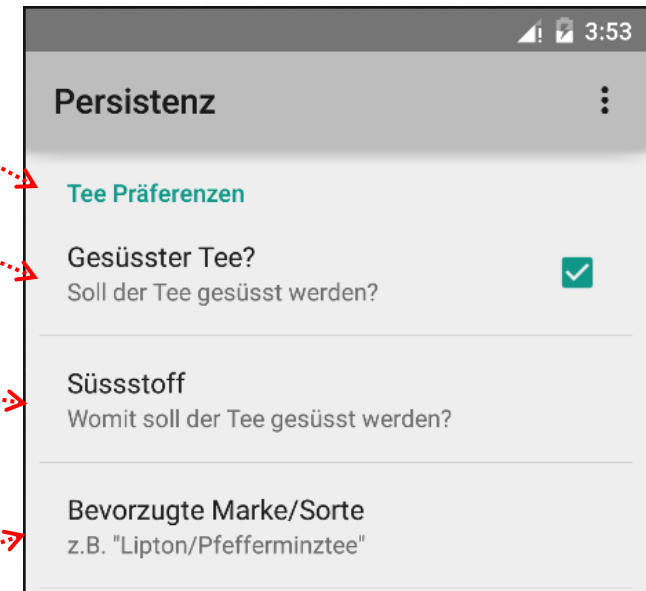 3:53
Persistenz
Tee Präferenzen
Gesüsster Tee?
Soll der Tee gesüsst werden?
Süssstoff
Womit soll der Tee gesüsst werden?
Bevorzugte Marke/Sorte
z.B. "Lipton/Pfefferminztee"